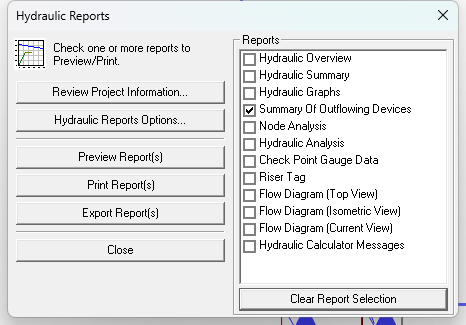 Hydraulic Reports
Check one or more reports to
Preview/Print.
Review Project Information...
Hydraulic Reports Options...
Preview Report(s)
Print Report(s)
Export Report(s)
Close
Reports
Hydraulic Overview
Hydraulic Summary
Hydraulic Graphs
Summary Of Outflowing Devices
Node Analysis
Hydraulic Analysis
Check Point Gauge Data
Riser Tag
Flow Diagram (Top View)
Flow Diagram (Isometric View)
Flow Diagram (Current View)
Hydraulic Calculator Messages
Clear Report Selection